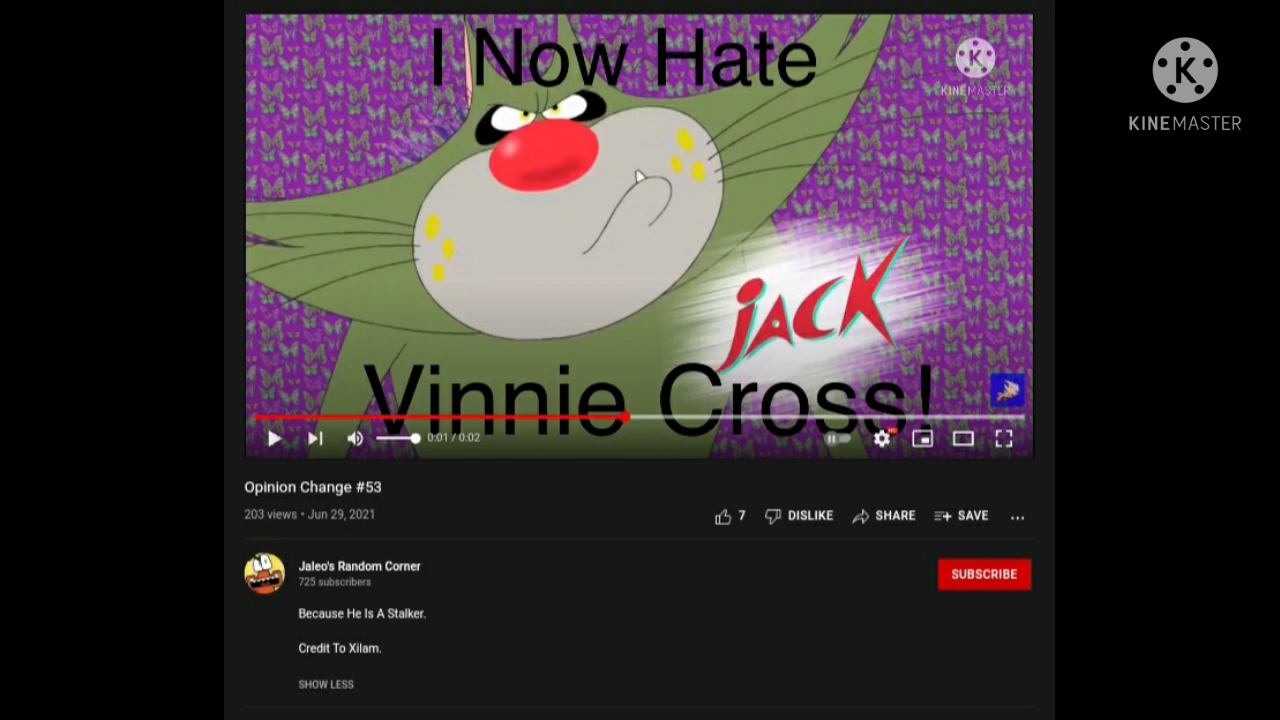 I Now Hate
KINEMASTER
KINEMASTER
JACK
Vinnie Cross!
0:01 / 0:02
HD
Opinion Change #53
203 views • Jun 29, 2021
7 DISLIKE SHARE SAVE ...
Jaleo's Random Corner
725 subscribers
SUBSCRIBE
Because He Is A Stalker.
Credit To Xilam.
SHOW LESS